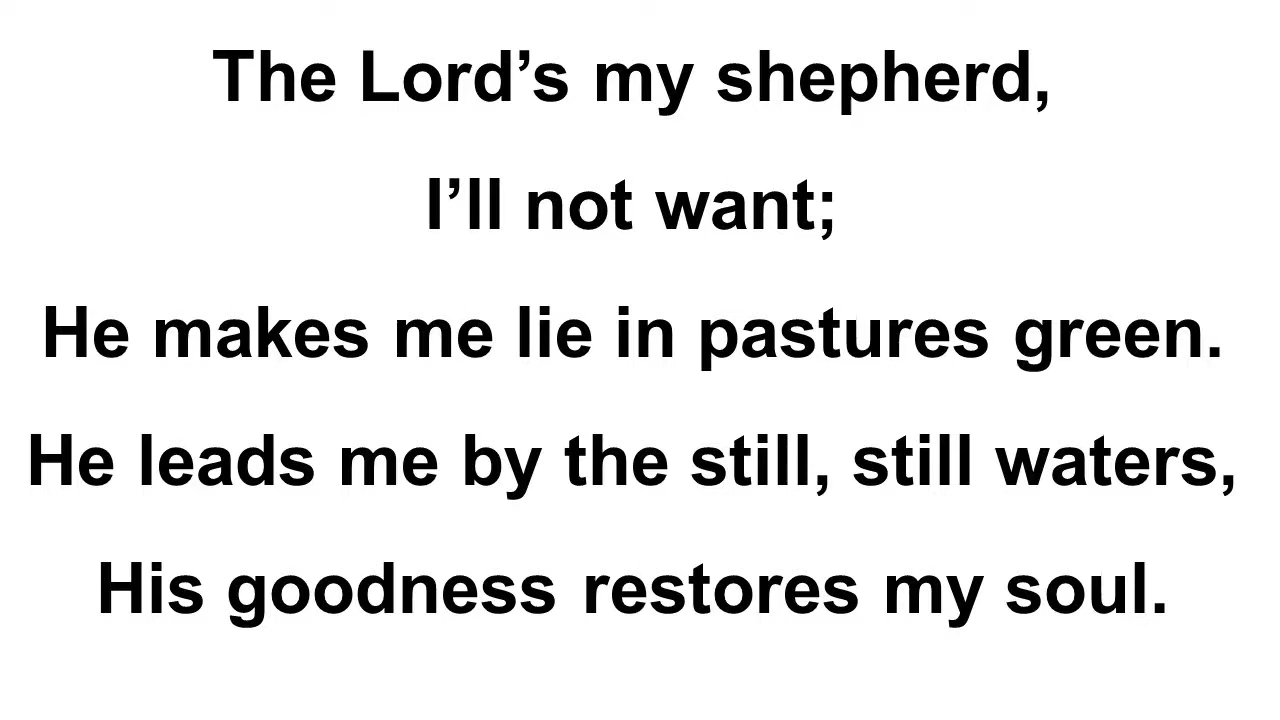 The Lord’s my shepherd,
I’ll not want;
He makes me lie in pastures green.
He leads me by the still, still waters,
His goodness restores my soul.